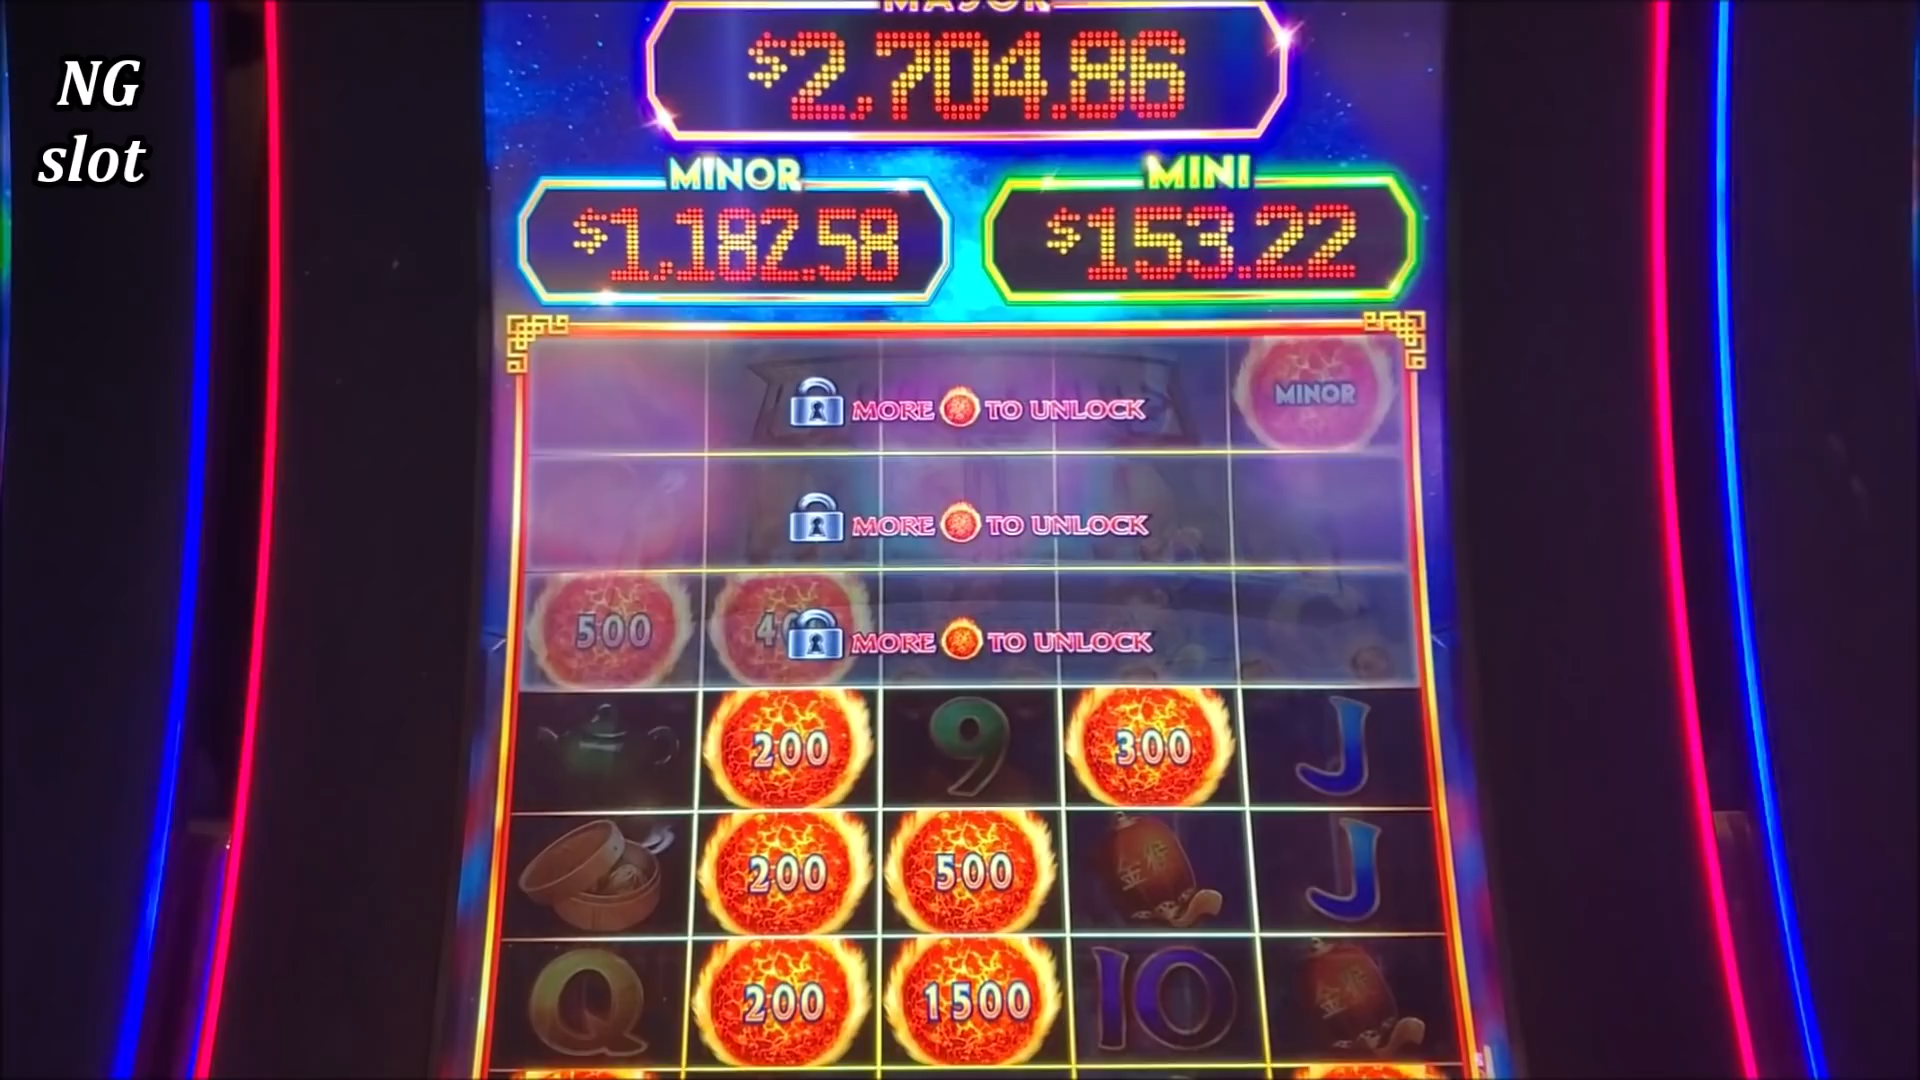 NG
slot
MAJOR
$2,704.86
MINOR
MINI
$1,182.58
$153.22
MINOR
MORE TO UNLOCK
MORE TO UNLOCK
500
MORE TO UNLOCK
200
9
300
J
200
500
J
Q
200
1500
10